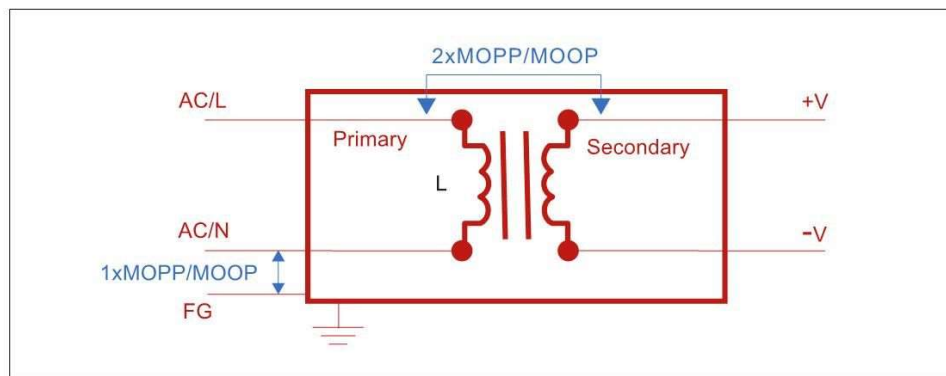 2xMOPP/MOOP
AC/L
+V
Primary
Secondary
L
AC/N
-V
1xMOPP/MOOP
FG